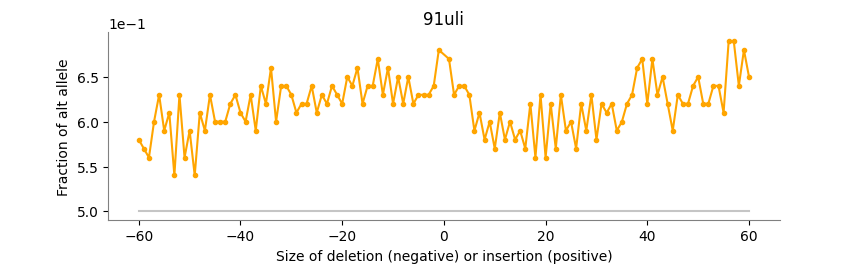 91uli
1e−1
Fraction of alt allele
6.5
6.0
5.5
5.0
−60
−40
−20
0
20
40
60
Size of deletion (negative) or insertion (positive)